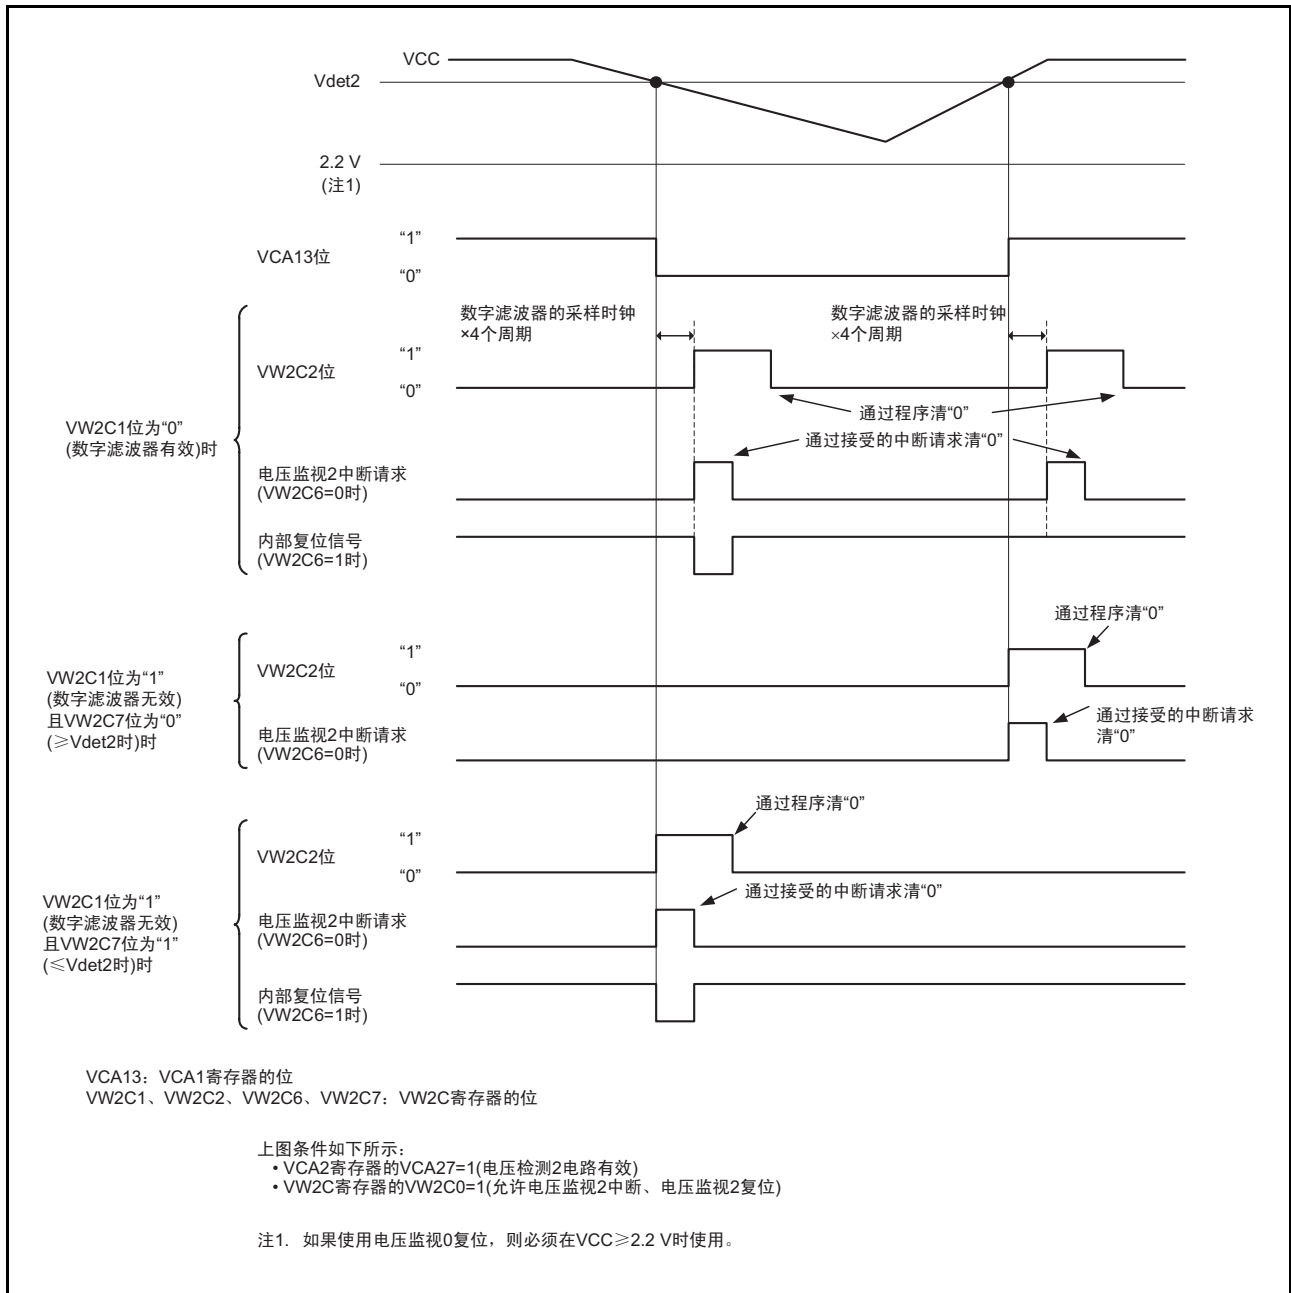 VCC
Vdet2
2.2 V
(注1)
“1”
VCA13位
“0”
数字滤波器的采样时钟
×4个周期
数字滤波器的采样时钟
×4个周期
“1”
VW2C2位
“0”
通过程序清“0”
VW2C1位为“0”
(数字滤波器有效)时
通过接受的中断请求清“0”
电压监视2中断请求
(VW2C6=0时)
内部复位信号
(VW2C6=1时)
通过程序清“0”
“1”
VW2C2位
“0”
VW2C1位为“1”
(数字滤波器无效)
且VW2C7位为“0”
(≥Vdet2时)时
通过接受的中断请求
清“0”
电压监视2中断请求
(VW2C6=0时)
通过程序清“0”
“1”
VW2C2位
“0”
通过接受的中断请求清“0”
VW2C1位为“1”
(数字滤波器无效)
且VW2C7位为“1”
(≤Vdet2时)时
电压监视2中断请求
(VW2C6=0时)
内部复位信号
(VW2C6=1时)
VCA13：VCA1寄存器的位
VW2C1、VW2C2、VW2C6、VW2C7：VW2C寄存器的位
上图条件如下所示：
• VCA2寄存器的VCA27=1(电压检测2电路有效)
• VW2C寄存器的VW2C0=1(允许电压监视2中断、电压监视2复位)
注1. 如果使用电压监视0复位，则必须在VCC≥2.2 V时使用。